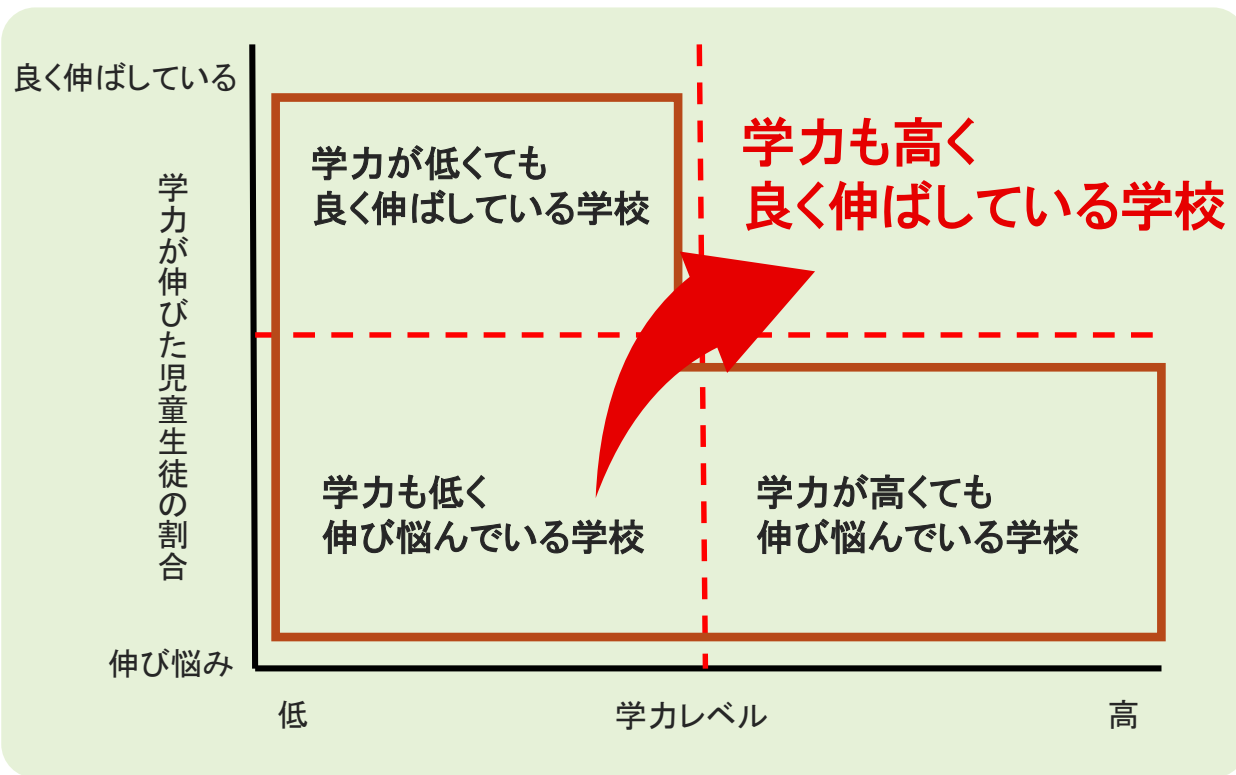 良く伸ばしている
学力が伸びた児童生徒の割合
伸び悩み
学力が低くても
良く伸ばしている学校
学力も高く
良く伸ばしている学校
学力も低く
伸び悩んでいる学校
学力が高くても
伸び悩んでいる学校
低
学力レベル
高